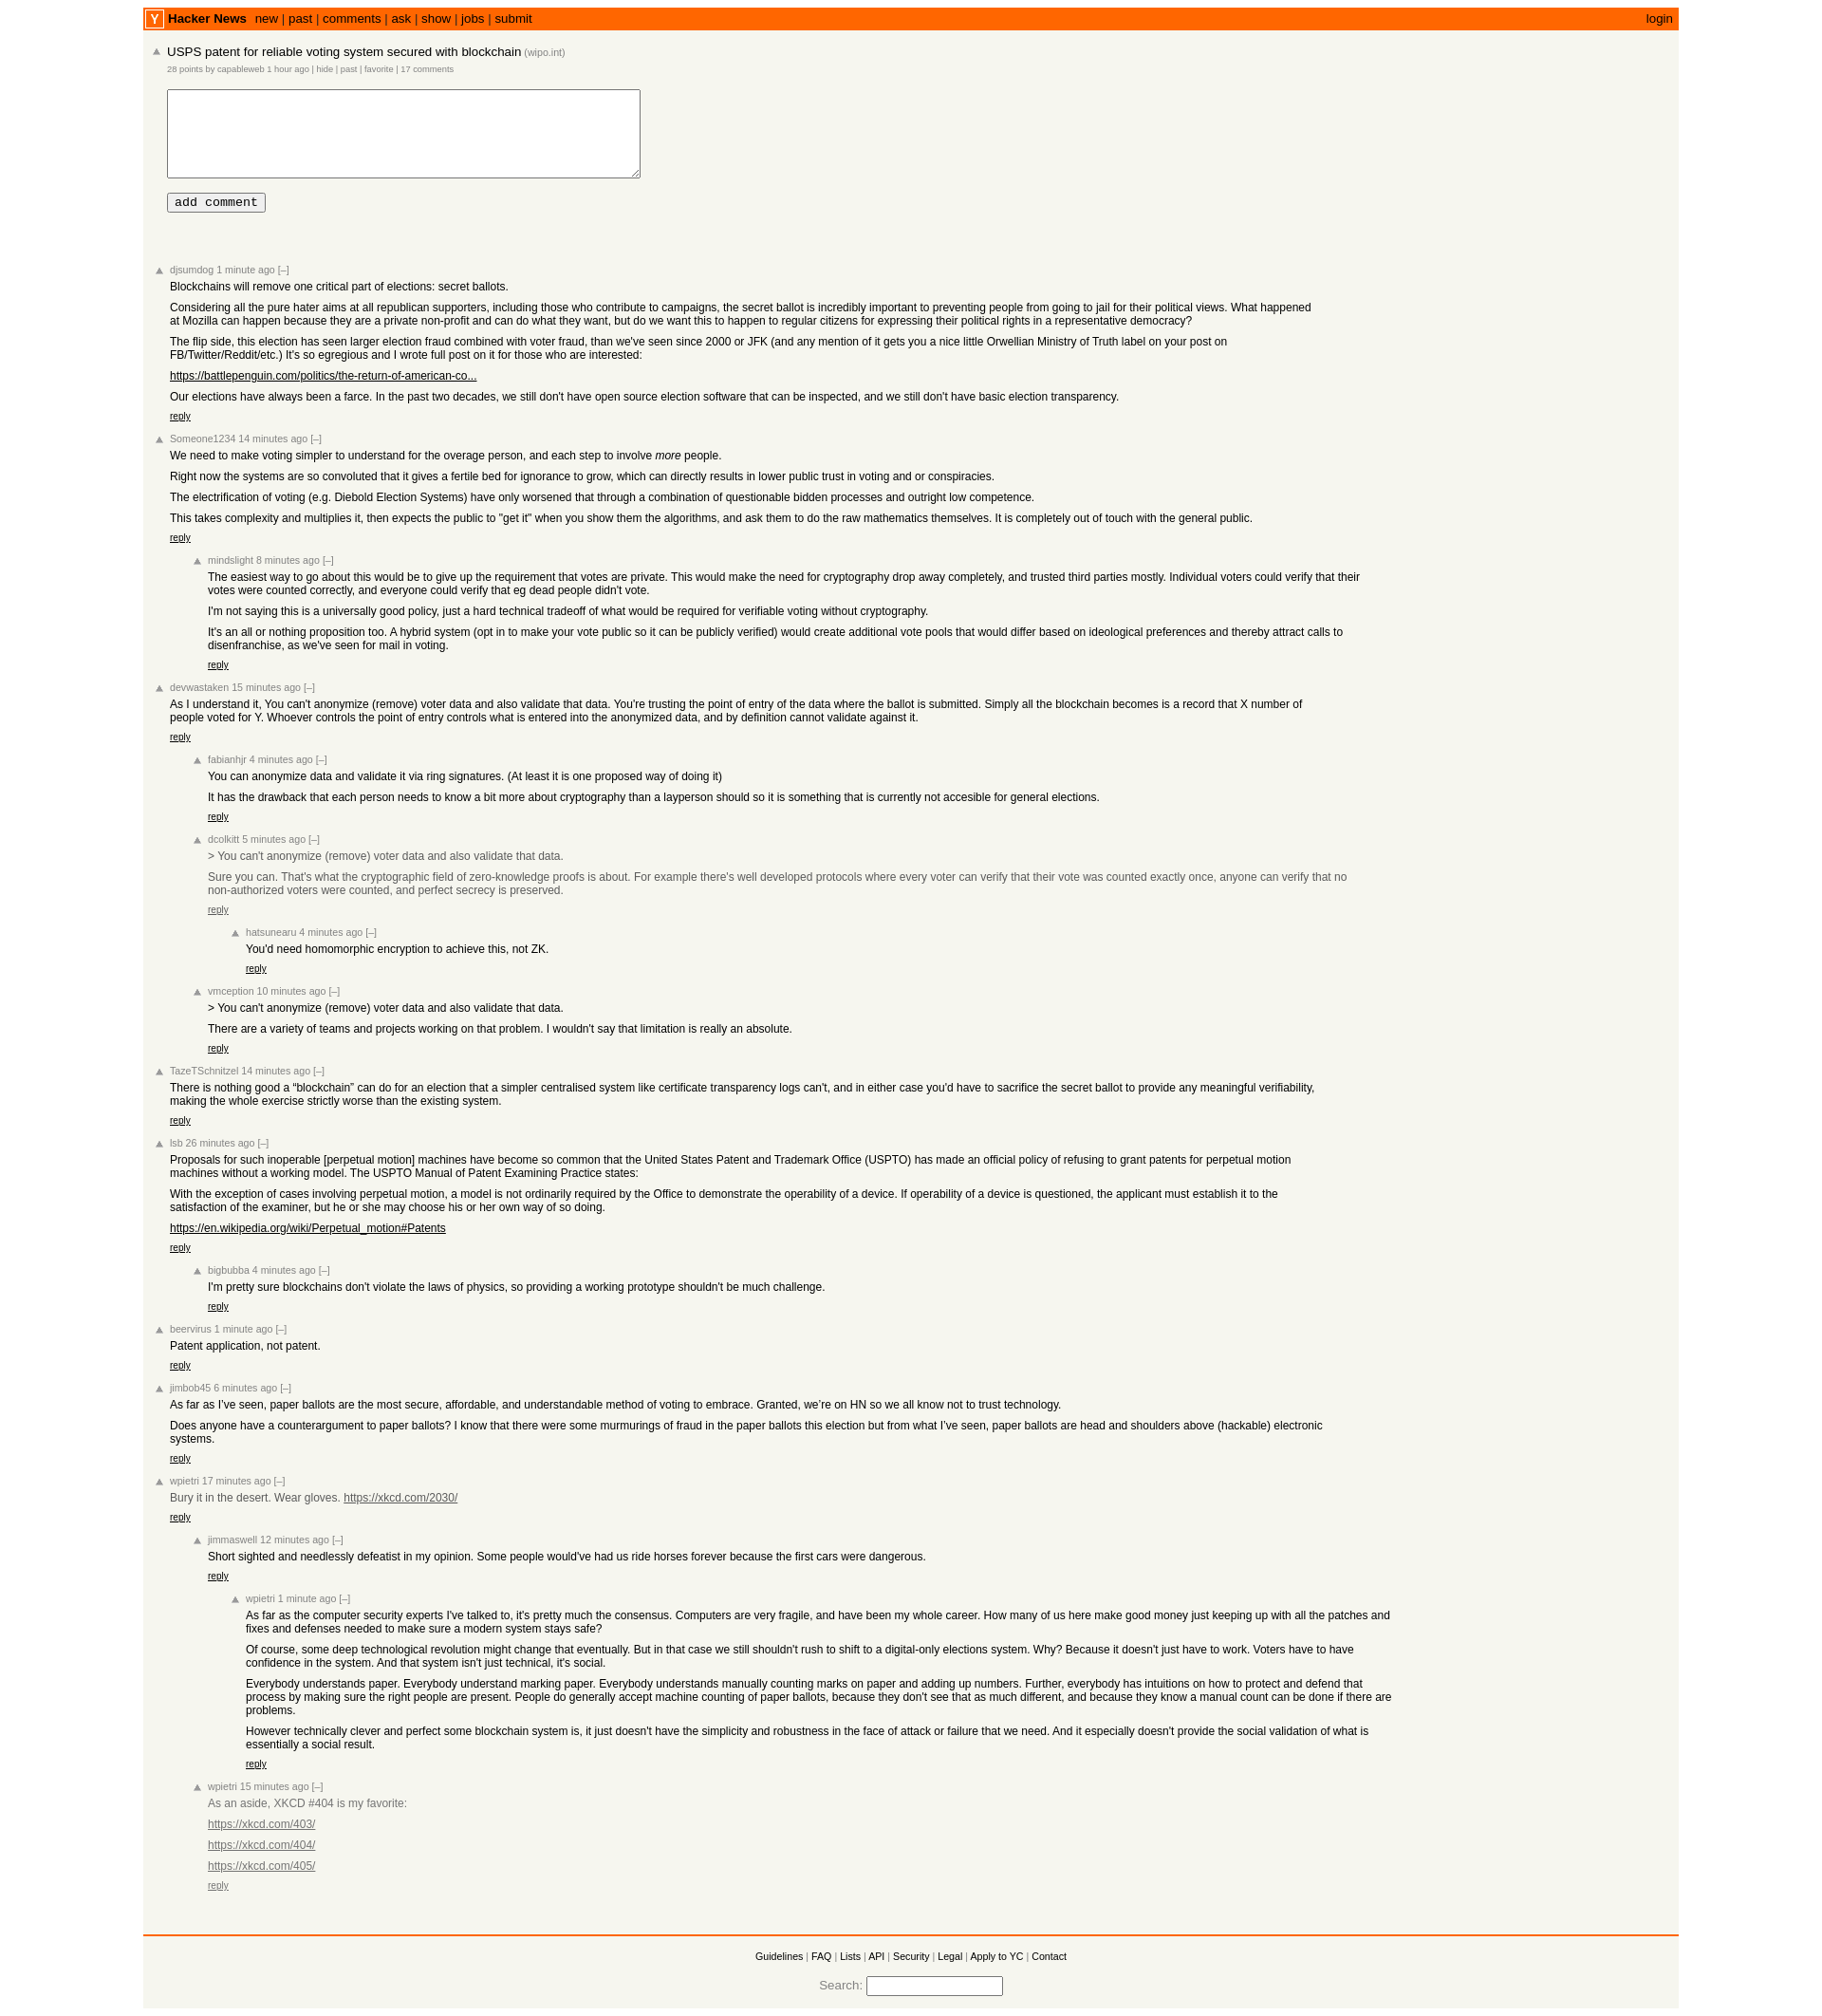 Y Hacker News new | past | comments | ask | show | jobs | submit login
USPS patent for reliable voting system secured with blockchain (wipo.int)
28 points by capableweb 1 hour ago | hide | past | favorite | 17 comments
add comment
djsumdog 1 minute ago [–]
Blockchains will remove one critical part of elections: secret ballots.
Considering all the pure hater aims at all republican supporters, including those who contribute to campaigns, the secret ballot is incredibly important to preventing people from going to jail for their political views. What happened
at Mozilla can happen because they are a private non-profit and can do what they want, but do we want this to happen to regular citizens for expressing their political rights in a representative democracy?
The flip side, this election has seen larger election fraud combined with voter fraud, than we've seen since 2000 or JFK (and any mention of it gets you a nice little Orwellian Ministry of Truth label on your post on
FB/Twitter/Reddit/etc.) It's so egregious and I wrote full post on it for those who are interested:
https://battlepenguin.com/politics/the-return-of-american-co...
Our elections have always been a farce. In the past two decades, we still don't have open source election software that can be inspected, and we still don't have basic election transparency.
reply
Someone1234 14 minutes ago [–]
We need to make voting simpler to understand for the overage person, and each step to involve more people.
Right now the systems are so convoluted that it gives a fertile bed for ignorance to grow, which can directly results in lower public trust in voting and or conspiracies.
The electrification of voting (e.g. Diebold Election Systems) have only worsened that through a combination of questionable bidden processes and outright low competence.
This takes complexity and multiplies it, then expects the public to "get it" when you show them the algorithms, and ask them to do the raw mathematics themselves. It is completely out of touch with the general public.
reply
mindslight 8 minutes ago [–]
The easiest way to go about this would be to give up the requirement that votes are private. This would make the need for cryptography drop away completely, and trusted third parties mostly. Individual voters could verify that their
votes were counted correctly, and everyone could verify that eg dead people didn't vote.
I'm not saying this is a universally good policy, just a hard technical tradeoff of what would be required for verifiable voting without cryptography.
It's an all or nothing proposition too. A hybrid system (opt in to make your vote public so it can be publicly verified) would create additional vote pools that would differ based on ideological preferences and thereby attract calls to
disenfranchise, as we've seen for mail in voting.
reply
devwastaken 15 minutes ago [–]
As I understand it, You can't anonymize (remove) voter data and also validate that data. You're trusting the point of entry of the data where the ballot is submitted. Simply all the blockchain becomes is a record that X number of
people voted for Y. Whoever controls the point of entry controls what is entered into the anonymized data, and by definition cannot validate against it.
reply
fabianhjr 4 minutes ago [–]
You can anonymize data and validate it via ring signatures. (At least it is one proposed way of doing it)
It has the drawback that each person needs to know a bit more about cryptography than a layperson should so it is something that is currently not accesible for general elections.
reply
dcolkitt 5 minutes ago [–]
> You can't anonymize (remove) voter data and also validate that data.
Sure you can. That's what the cryptographic field of zero-knowledge proofs is about. For example there's well developed protocols where every voter can verify that their vote was counted exactly once, anyone can verify that no
non-authorized voters were counted, and perfect secrecy is preserved.
reply
hatsunearu 4 minutes ago [–]
You'd need homomorphic encryption to achieve this, not ZK.
reply
vmception 10 minutes ago [–]
> You can't anonymize (remove) voter data and also validate that data.
There are a variety of teams and projects working on that problem. I wouldn't say that limitation is really an absolute.
reply
TazeTSchnitzel 14 minutes ago [–]
There is nothing good a “blockchain” can do for an election that a simpler centralised system like certificate transparency logs can't, and in either case you'd have to sacrifice the secret ballot to provide any meaningful verifiability,
making the whole exercise strictly worse than the existing system.
reply
lsb 26 minutes ago [–]
Proposals for such inoperable [perpetual motion] machines have become so common that the United States Patent and Trademark Office (USPTO) has made an official policy of refusing to grant patents for perpetual motion
machines without a working model. The USPTO Manual of Patent Examining Practice states:
With the exception of cases involving perpetual motion, a model is not ordinarily required by the Office to demonstrate the operability of a device. If operability of a device is questioned, the applicant must establish it to the
satisfaction of the examiner, but he or she may choose his or her own way of so doing.
https://en.wikipedia.org/wiki/Perpetual_motion#Patents
reply
bigbubba 4 minutes ago [–]
I'm pretty sure blockchains don't violate the laws of physics, so providing a working prototype shouldn't be much challenge.
reply
beervirus 1 minute ago [–]
Patent application, not patent.
reply
jimbob45 6 minutes ago [–]
As far as I’ve seen, paper ballots are the most secure, affordable, and understandable method of voting to embrace. Granted, we’re on HN so we all know not to trust technology.
Does anyone have a counterargument to paper ballots? I know that there were some murmurings of fraud in the paper ballots this election but from what I’ve seen, paper ballots are head and shoulders above (hackable) electronic
systems.
reply
wpietri 17 minutes ago [–]
Bury it in the desert. Wear gloves. https://xkcd.com/2030/
reply
jimmaswell 12 minutes ago [–]
Short sighted and needlessly defeatist in my opinion. Some people would've had us ride horses forever because the first cars were dangerous.
reply
wpietri 1 minute ago [–]
As far as the computer security experts I've talked to, it's pretty much the consensus. Computers are very fragile, and have been my whole career. How many of us here make good money just keeping up with all the patches and
fixes and defenses needed to make sure a modern system stays safe?
Of course, some deep technological revolution might change that eventually. But in that case we still shouldn't rush to shift to a digital-only elections system. Why? Because it doesn't just have to work. Voters have to have
confidence in the system. And that system isn't just technical, it's social.
Everybody understands paper. Everybody understand marking paper. Everybody understands manually counting marks on paper and adding up numbers. Further, everybody has intuitions on how to protect and defend that
process by making sure the right people are present. People do generally accept machine counting of paper ballots, because they don't see that as much different, and because they know a manual count can be done if there are
problems.
However technically clever and perfect some blockchain system is, it just doesn't have the simplicity and robustness in the face of attack or failure that we need. And it especially doesn't provide the social validation of what is
essentially a social result.
reply
wpietri 15 minutes ago [–]
As an aside, XKCD #404 is my favorite:
https://xkcd.com/403/
https://xkcd.com/404/
https://xkcd.com/405/
reply
Guidelines | FAQ | Lists | API | Security | Legal | Apply to YC | Contact
Search: